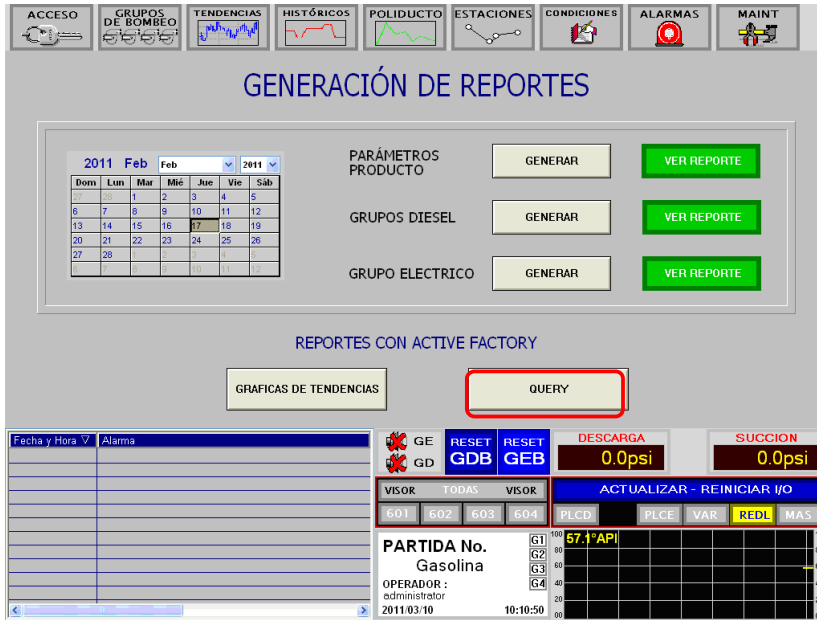 ACCESO
GRUPOS
DE BOMBEO
TENDENCIAS
HISTÓRICOS
POLIDUCTO
ESTACIONES
CONDICIONES
ALARMAS
MAINT
GENERACIÓN DE REPORTES
2011 Feb Feb 2011
Dom Lun Mar Mié Jue Vie Sáb
27 28 1 2 3 4 5
6 7 8 9 10 11 12
13 14 15 16 17 18 19
20 21 22 23 24 25 26
27 28 1 2 3 4 5
6 7 8 9 10 11 12
PARÁMETROS
PRODUCTO
GENERAR
VER REPORTE
GRUPOS DIESEL
GENERAR
VER REPORTE
GRUPO ELECTRICO
GENERAR
VER REPORTE
REPORTES CON ACTIVE FACTORY
GRAFICAS DE TENDENCIAS
QUERY
Fecha y Hora Alarma
GE
GD
RESET
GDB
RESET
GEB
DESCARGA
0.0psi
SUCCION
0.0psi
VISOR TODAS VISOR
601 602 603 604
ACTUALIZAR - REINICIAR I/O
PLCD PLCE VAR REDL MAS
PARTIDA No.
Gasolina
G1
G2
G3
G4
OPERADOR :
administrator
2011/03/10 10:10:50
57.1°API
100
80
60
40
20
00